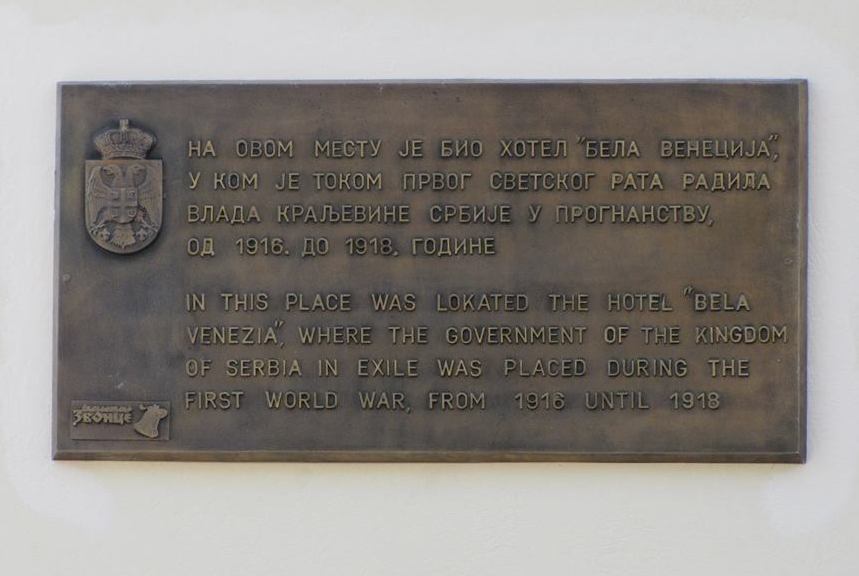 НА ОВОМ МЕСТУ ЈЕ БИО ХОТЕЛ "БЕЛА ВЕНЕЦИЈА",
У КОМ ЈЕ ТОКОМ ПРВОГ СВЕТСКОГ РАТА РАДИЛА
ВЛАДА КРАЉЕВИНЕ СРБИЈЕ У ПРОГНАНСТВУ,
ОД 1916. ДО 1918. ГОДИНЕ
IN THIS PLACE WAS LOKATED THE HOTEL "BELA
VENEZIA", WHERE THE GOVERNMENT OF THE KINGDOM
OF SERBIA IN EXILE WAS PLACED DURING THE
FIRST WORLD WAR, FROM 1916 UNTIL 1918
ЗВОНЦЕ